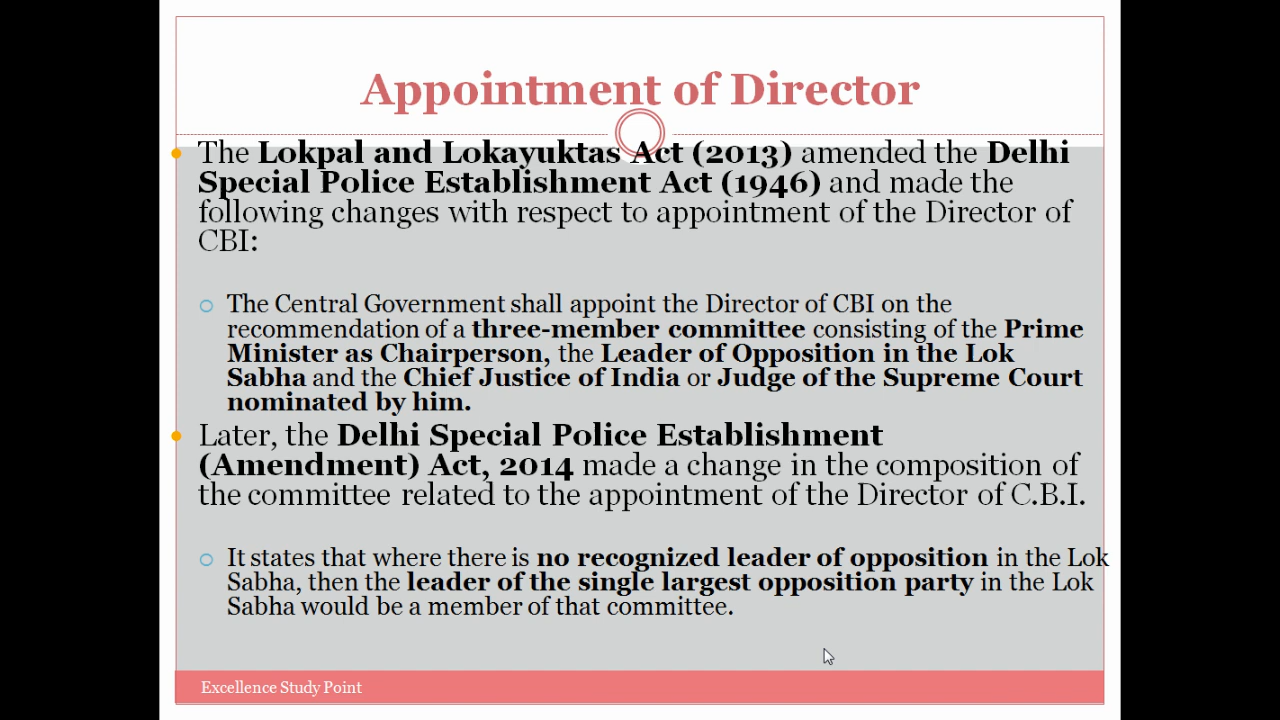 Appointment of Director
The Lokpal and Lokayuktas Act (2013) amended the Delhi
Special Police Establishment Act (1946) and made the
following changes with respect to appointment of the Director of
CBI:
The Central Government shall appoint the Director of CBI on the
recommendation of a three-member committee consisting of the Prime
Minister as Chairperson, the Leader of Opposition in the Lok
Sabha and the Chief Justice of India or Judge of the Supreme Court
nominated by him.
Later, the Delhi Special Police Establishment
(Amendment) Act, 2014 made a change in the composition of
the committee related to the appointment of the Director of C.B.I.
It states that where there is no recognized leader of opposition in the Lok
Sabha, then the leader of the single largest opposition party in the Lok
Sabha would be a member of that committee.
Excellence Study Point